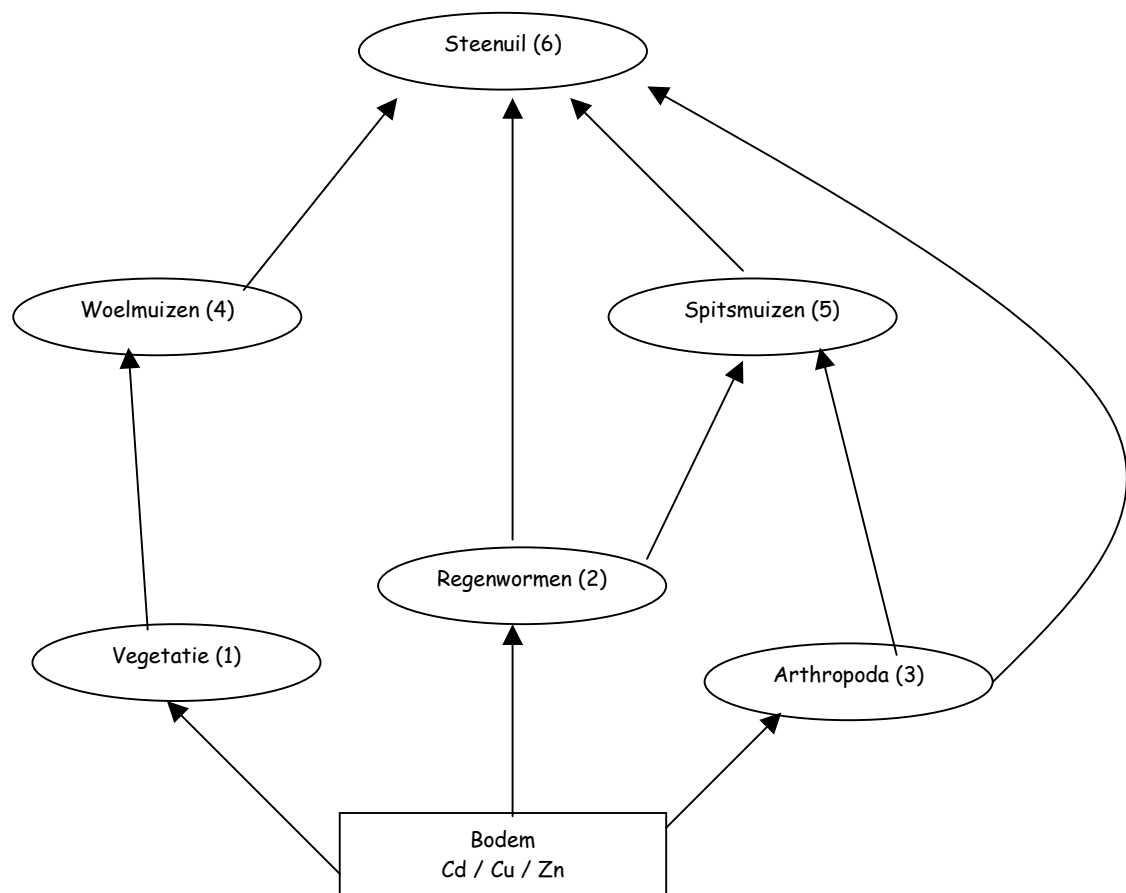 Steenuil (6)
Woelmuizen (4)
Spitsmuizen (5)
Regenwormen (2)
Vegetatie (1)
Arthropoda (3)
Bodem
Cd / Cu / Zn